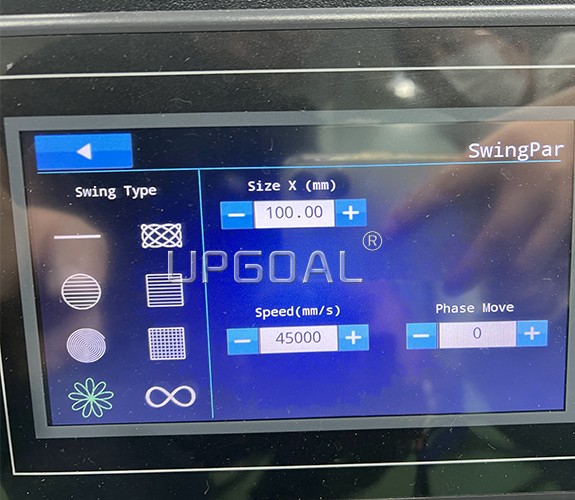 SwingPar
Swing Type
Size X (mm)
- 100.00 +
UPGOAL®
Speed(mm/s)
- 45000 +
Phase Move
- 0 +